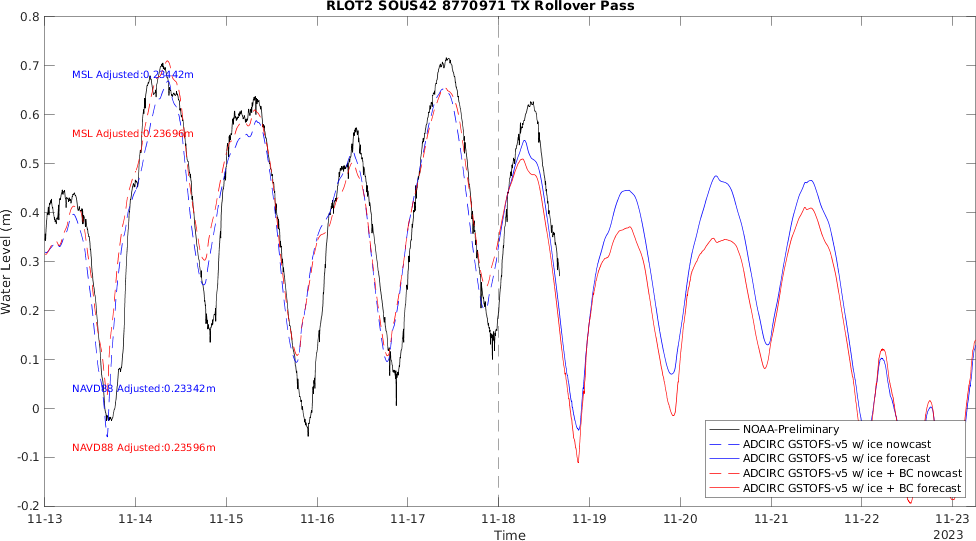 RLOT2 SOUS42 8770971 TX Rollover Pass
0.8
0.7
0.6
0.5
0.4
0.3
0.2
0.1
0
-0.1
-0.2
Water Level (m)
MSL Adjusted:0.23442m
MSL Adjusted:0.23696m
NAVD88 Adjusted:0.23342m
NAVD88 Adjusted:0.23596m
NOAA-Preliminary
ADCIRC GSTOFS-v5 w/ ice nowcast
ADCIRC GSTOFS-v5 w/ ice forecast
ADCIRC GSTOFS-v5 w/ ice + BC nowcast
ADCIRC GSTOFS-v5 w/ ice + BC forecast
11-13 11-14 11-15 11-16 11-17 11-18 11-19 11-20 11-21 11-22 11-23
Time
2023